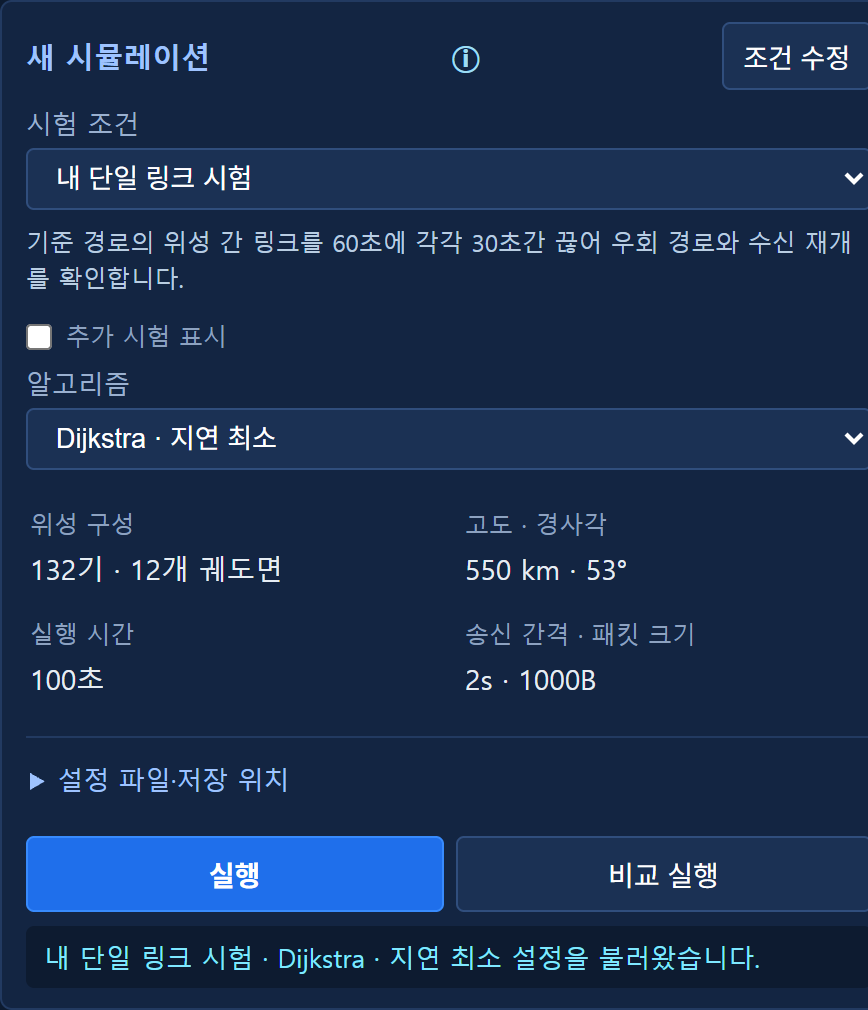 새 시뮬레이션
조건 수정
시험 조건
내 단일 링크 시험
기준 경로의 위성 간 링크를 60초에 각각 30초간 끊어 우회 경로와 수신 재개
를 확인합니다.
추가 시험 표시
알고리즘
Dijkstra · 지연 최소
위성 구성
고도 · 경사각
132기 · 12개 궤도면
550 km · 53°
실행 시간
송신 간격 · 패킷 크기
100초
2s · 1000B
설정 파일·저장 위치
실행
비교 실행
내 단일 링크 시험 · Dijkstra · 지연 최소 설정을 불러왔습니다.